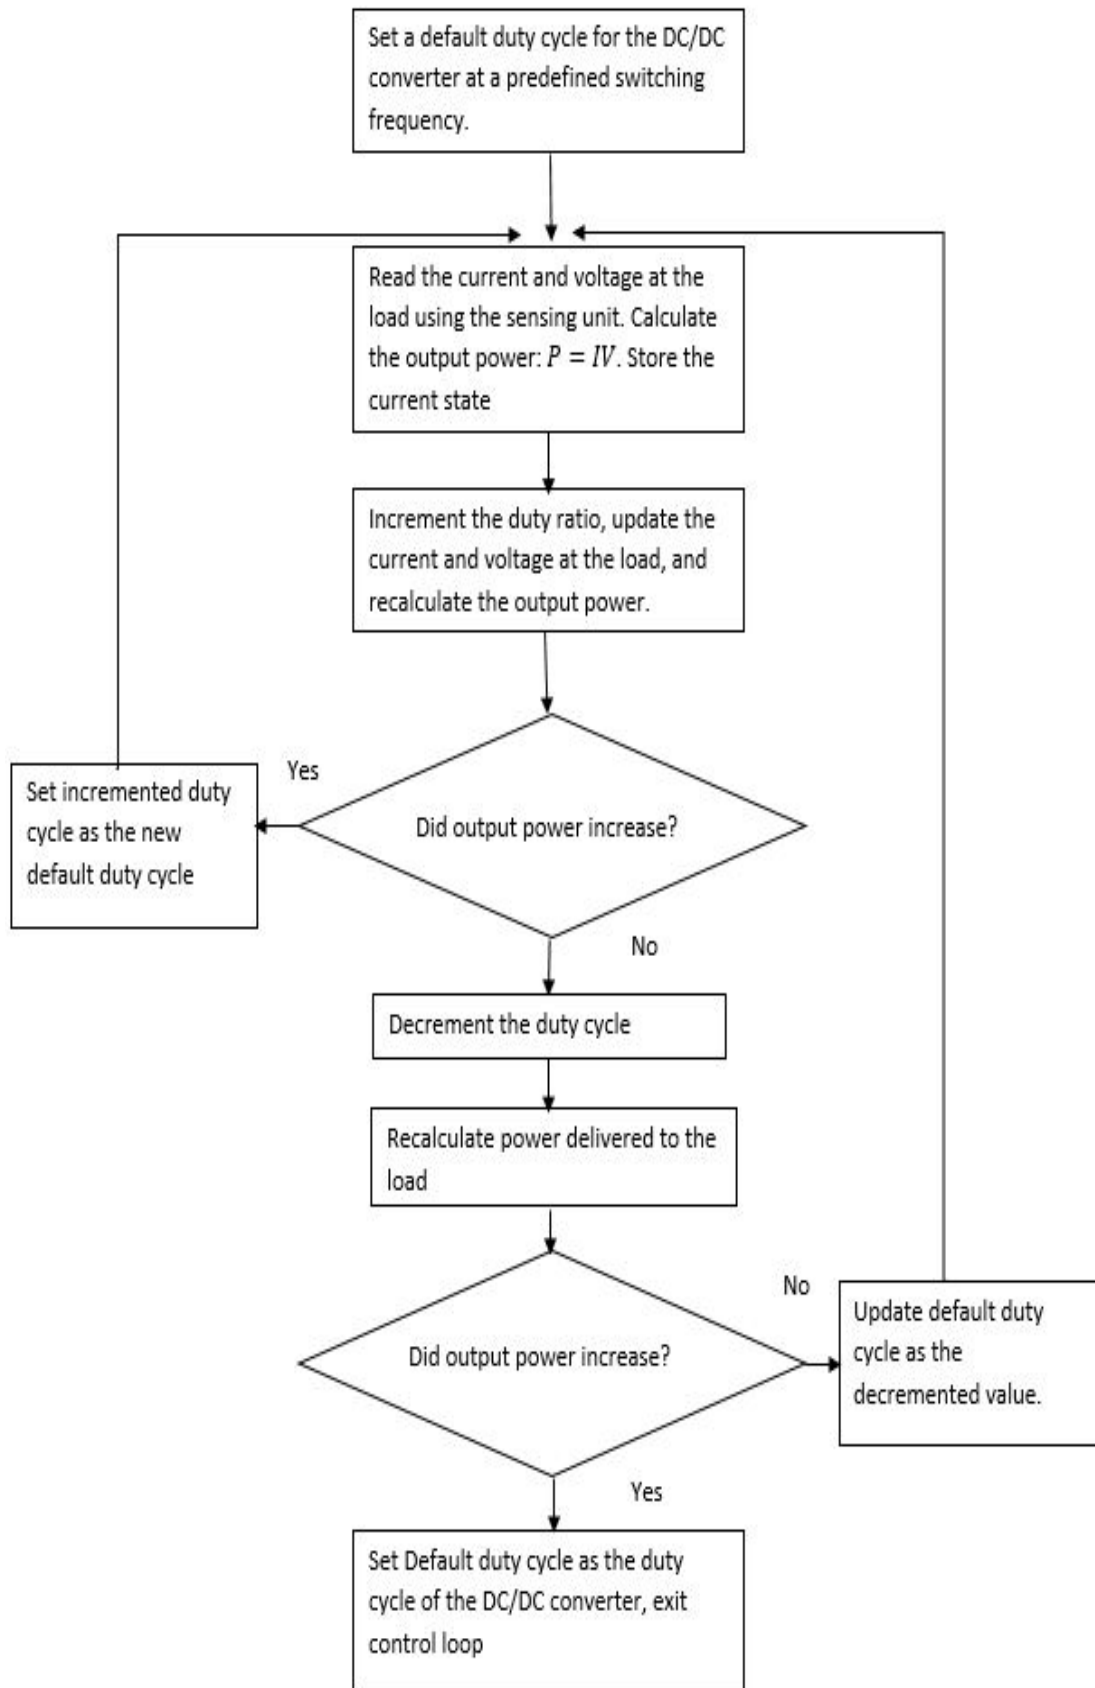 Set a default duty cycle for the DC/DC
converter at a predefined switching
frequency.
Read the current and voltage at the
load using the sensing unit. Calculate
the output power: P = IV. Store the
current state
Increment the duty ratio, update the
current and voltage at the load, and
recalculate the output power.
Yes
Set incremented duty
cycle as the new
default duty cycle
Did output power increase?
No
Decrement the duty cycle
Recalculate power delivered to the
load
No
Did output power increase?
Update default duty
cycle as the
decremented value.
Yes
Set Default duty cycle as the duty
cycle of the DC/DC converter, exit
control loop